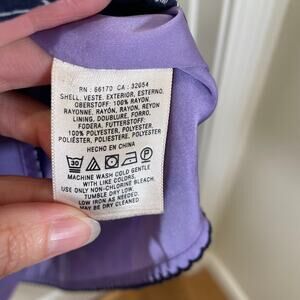 RN : 66170 CA : 32054
SHELL, VESTE, EXTERIOR, ESTERNO,
OBERSTOFF: 100% RAYON,
RAYONNE, RAYÓN, RAYON, REYON
LINING, DOUBLURE, FORRO,
FODERA, FUTTERSTOFF:
100% POLYESTER, POLYESTER,
POLIÉSTER, POLIESTERE, POLYESTER
HECHO EN CHINA
30
P
MACHINE WASH COLD GENTLE
WITH LIKE COLORS.
USE ONLY NON-CHLORINE BLEACH.
TUMBLE DRY LOW.
LOW IRON AS NEEDED.
MAY BE DRY CLEANED